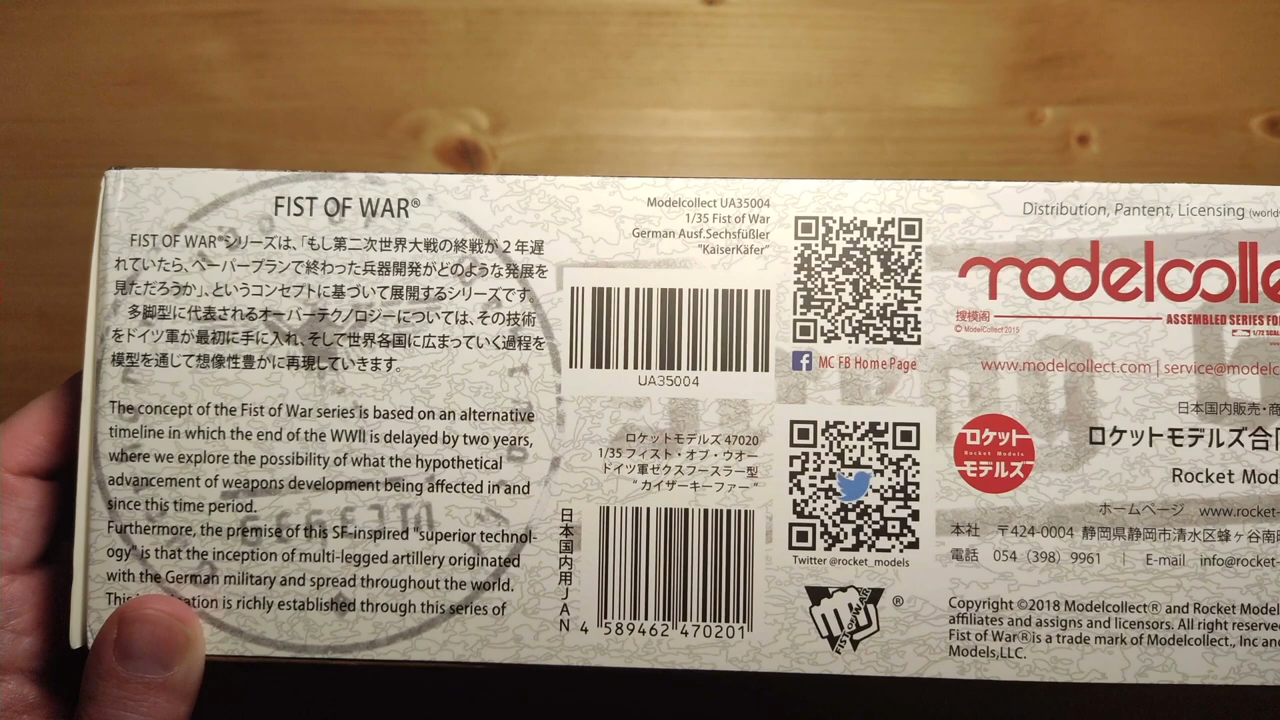 FIST OF WAR®
FIST OF WAR®シリーズは、「もし第二次世界大戦の終戦が２年遅
れていたら、ペーパープランで終わった兵器開発がどのような発展を
見ただろうか」、というコンセプトに基づいて展開するシリーズです。
多脚型に代表されるオーバーテクノロジーについては、その技術
をドイツ軍が最初に手に入れ、そして世界各国に広まっていく過程を
模型を通じて想像性豊かに再現していきます。
The concept of the Fist of War series is based on an alternative
timeline in which the end of the WWII is delayed by two years,
where we explore the possibility of what the hypothetical
advancement of weapons development being affected in and
since this time period.
Furthermore, the premise of this SF-inspired "superior technol-
ogy" is that the inception of multi-legged artillery originated
with the German military and spread throughout the world.
is richly established through this series of
Modelcollect UA35004
1/35 Fist of War
German Ausf.Sechsfüßler
"KaiserKäfer"
UA35004
ロケットモデルズ 47020
1/35 フィスト・オブ・ウオー
ドイツ軍ゼクスフースラー型
“ カイザーキーファー ”
日本国内用JAN
4 589462 470201
MC FB Home Page
Twitter @rocket_models
FIST OF WAR ®
Distribution, Pantent, Licensing
modelcolle
搜模阁
ASSEMBLED SERIES FO
© ModelCollect 2015
1/72 SCAL
www.modelcollect.com | service@modelc
日本国内販売・商
ロケット
Rocket Models
モデルズ
ロケットモデルズ合同
Rocket Mod
ホームページ www.rocket-
本社 〒424-0004 静岡県静岡市清水区蜂ヶ谷南
電話 054（398）9961 | E-mail info@rocket-
Copyright ©2018 Modelcollect® and Rocket Model
affiliates and assigns and licensors. All right reserve
Fist of War® is a trade mark of Modelcollect., Inc an
Models,LLC.